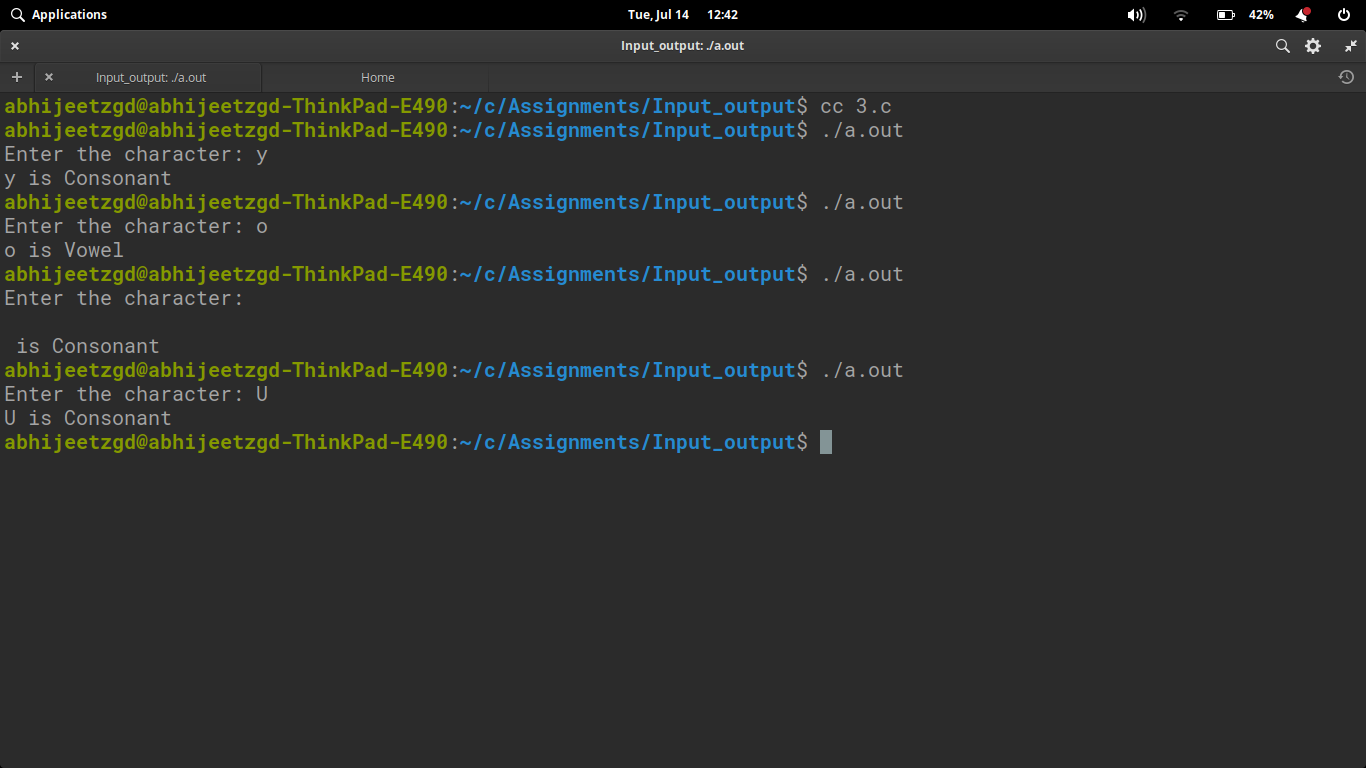 Applications Tue, Jul 14 12:42 42%
Input_output: ./a.out
Input_output: ./a.out Home
abhijeetzgd@abhijeetzgd-ThinkPad-E490:~/c/Assignments/Input_output$ cc 3.c
abhijeetzgd@abhijeetzgd-ThinkPad-E490:~/c/Assignments/Input_output$ ./a.out
Enter the character: y
y is Consonant
abhijeetzgd@abhijeetzgd-ThinkPad-E490:~/c/Assignments/Input_output$ ./a.out
Enter the character: o
o is Vowel
abhijeetzgd@abhijeetzgd-ThinkPad-E490:~/c/Assignments/Input_output$ ./a.out
Enter the character:
is Consonant
abhijeetzgd@abhijeetzgd-ThinkPad-E490:~/c/Assignments/Input_output$ ./a.out
Enter the character: U
U is Consonant
abhijeetzgd@abhijeetzgd-ThinkPad-E490:~/c/Assignments/Input_output$